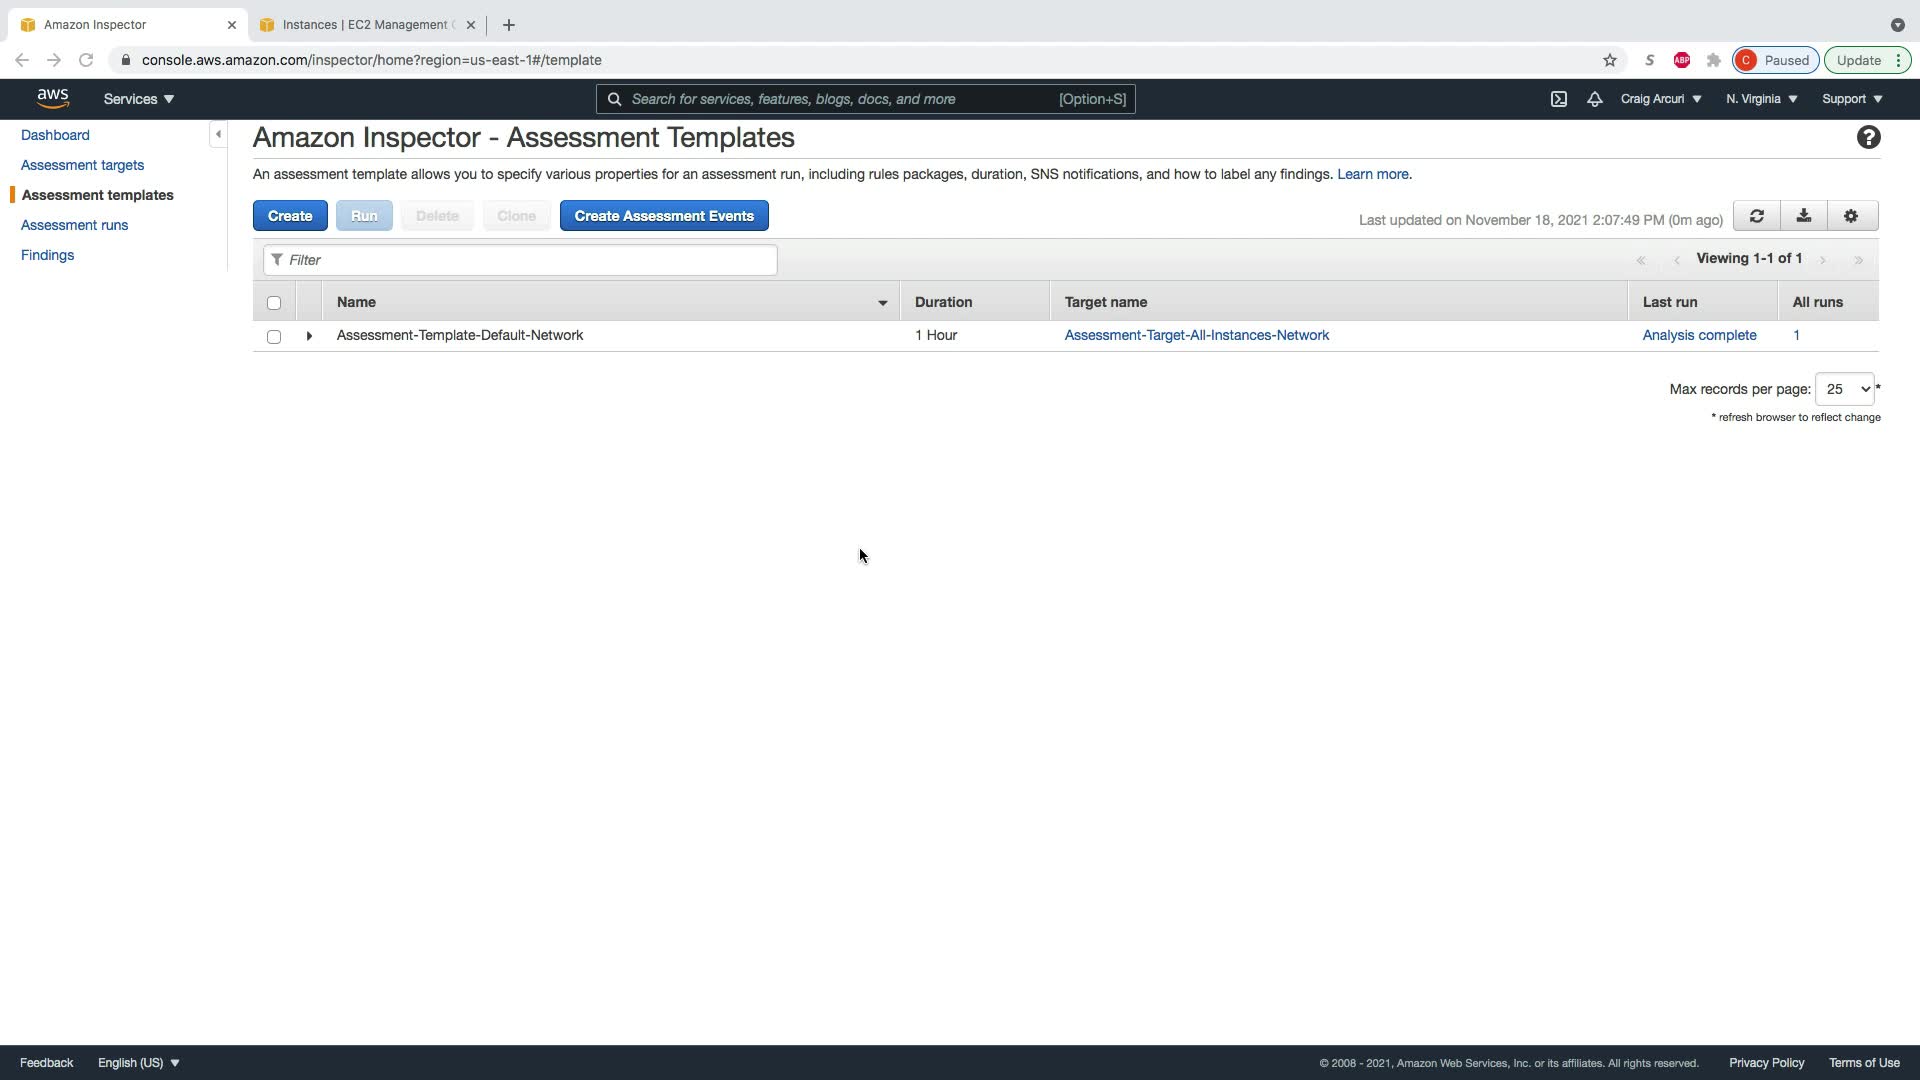 Amazon Inspector
Instances | EC2 Management
console.aws.amazon.com/inspector/home?region=us-east-1#/template
S
ABP
C
Paused
Update
aws
Services
Search for services, features, blogs, docs, and more
[Option+S]
Craig Arcuri
N. Virginia
Support
Dashboard
Assessment targets
Assessment templates
Assessment runs
Findings
Amazon Inspector - Assessment Templates
?
An assessment template allows you to specify various properties for an assessment run, including rules packages, duration, SNS notifications, and how to label any findings. Learn more.
Create
Run
Delete
Clone
Create Assessment Events
Last updated on November 18, 2021 2:07:49 PM (0m ago)
Filter
« ‹ Viewing 1-1 of 1 › »
Name
Duration
Target name
Last run
All runs
Assessment-Template-Default-Network
1 Hour
Assessment-Target-All-Instances-Network
Analysis complete
1
Max records per page: 25 *
* refresh browser to reflect change
Feedback
English (US)
© 2008 - 2021, Amazon Web Services, Inc. or its affiliates. All rights reserved.
Privacy Policy
Terms of Use